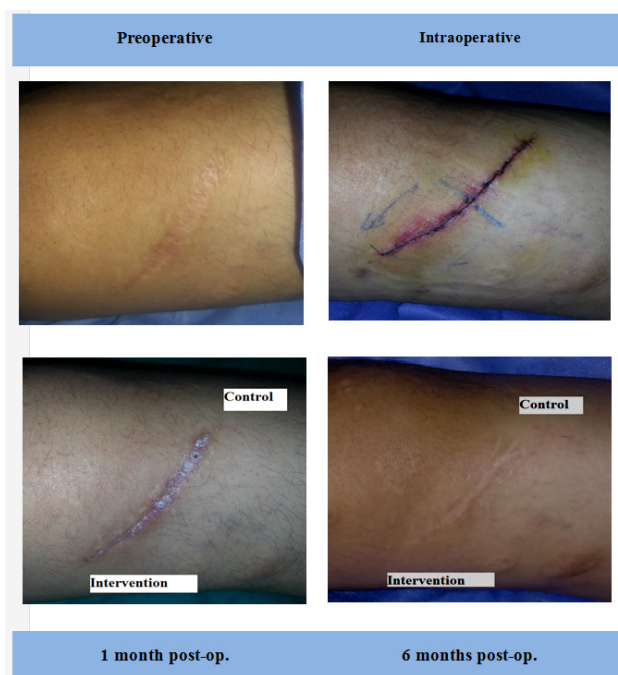 Preoperative
Intraoperative
Control
Intervention
Control
Intervention
1 month post-op.
6 months post-op.